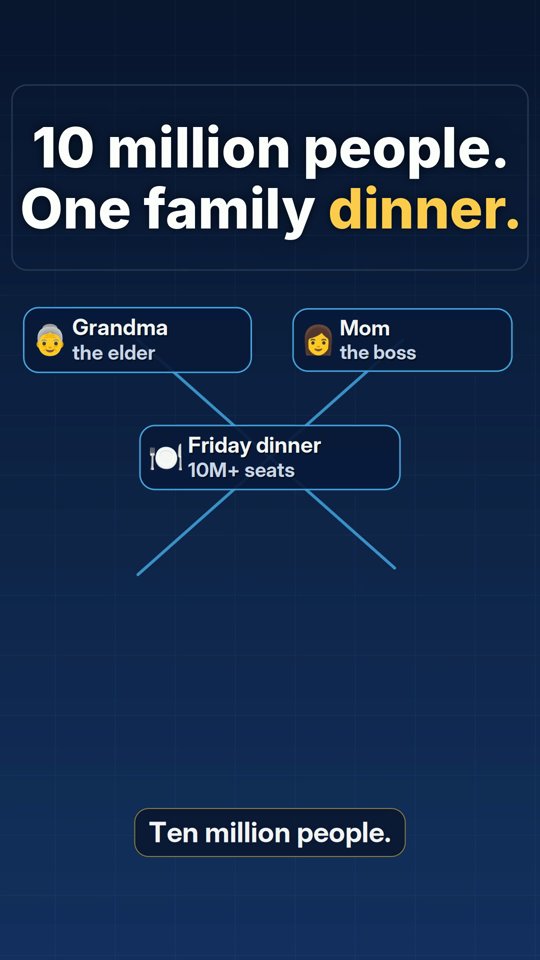 10 million people.
One family dinner.
Grandma
the elder
Mom
the boss
Friday dinner
10M+ seats
Ten million people.